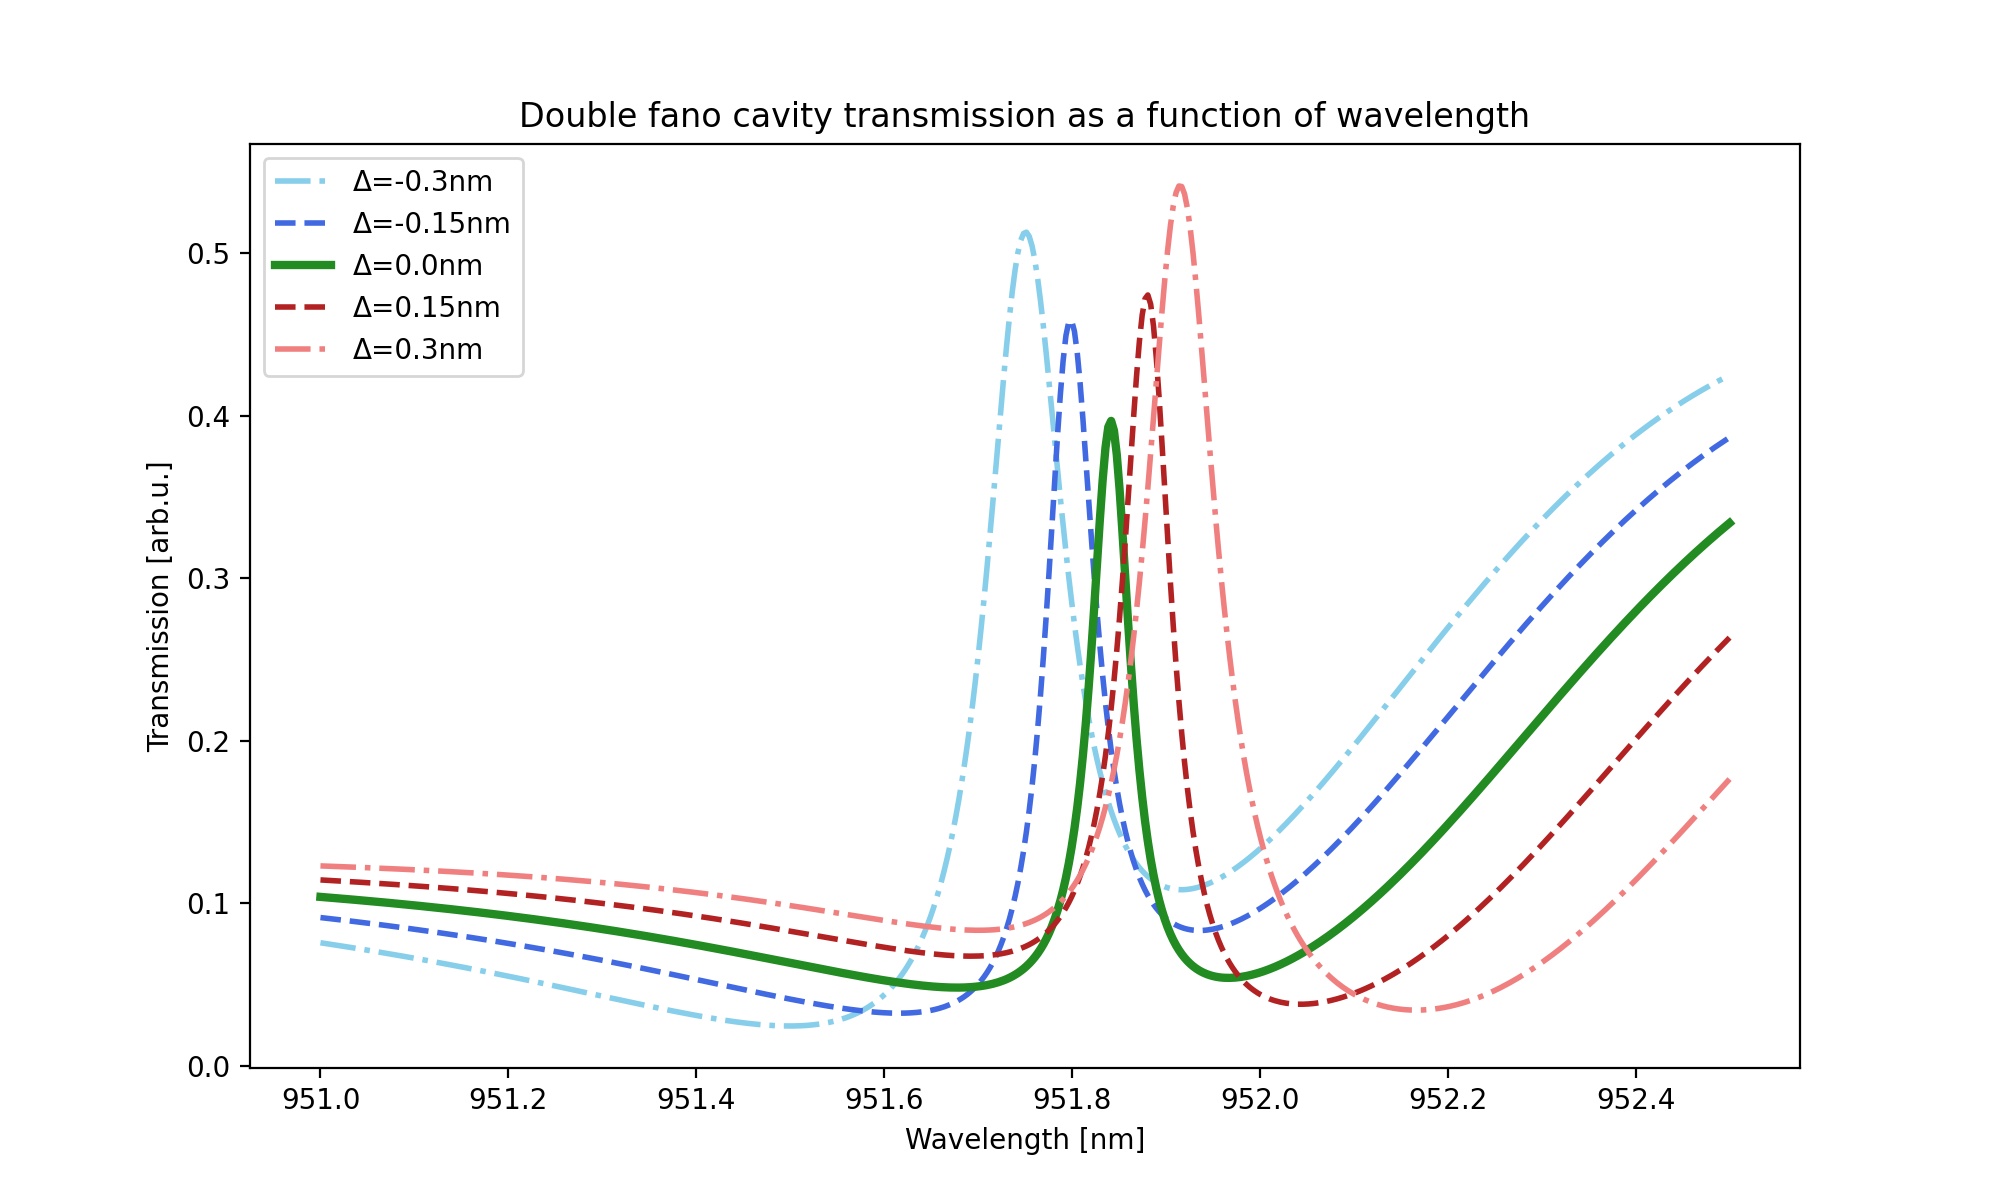 Double fano cavity transmission as a function of wavelength
Δ=-0.3nm
Δ=-0.15nm
Δ=0.0nm
Δ=0.15nm
Δ=0.3nm
Transmission [arb.u.]
0.5
0.4
0.3
0.2
0.1
0.0
951.0 951.2 951.4 951.6 951.8 952.0 952.2 952.4
Wavelength [nm]